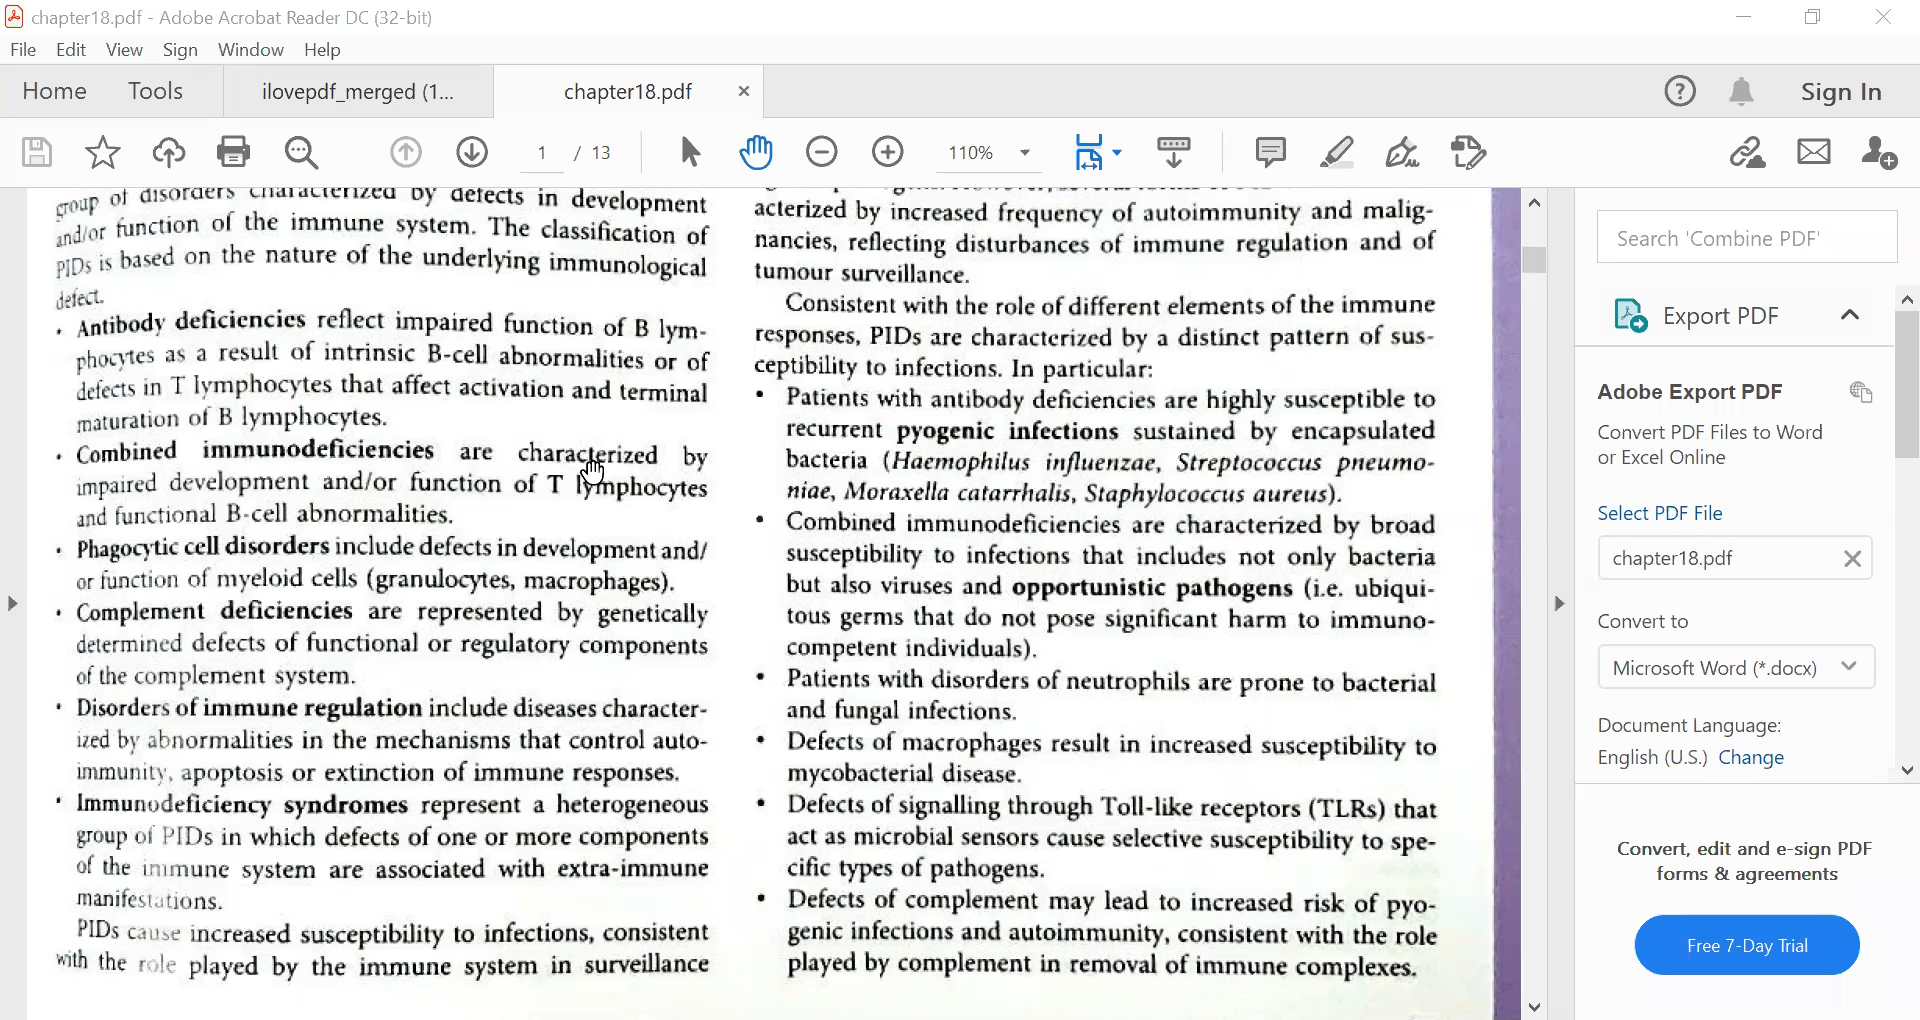 chapter18.pdf - Adobe Acrobat Reader DC (32-bit)
File Edit View Sign Window Help
Home Tools ilovepdf_merged (1... chapter18.pdf × Sign In
1 / 13 110%
group of disorders characterized by defects in development
and/or function of the immune system. The classification of
PIDs is based on the nature of the underlying immunological
defect.
· Antibody deficiencies reflect impaired function of B lym-
phocytes as a result of intrinsic B-cell abnormalities or of
defects in T lymphocytes that affect activation and terminal
maturation of B lymphocytes.
· Combined immunodeficiencies are characterized by
impaired development and/or function of T lymphocytes
and functional B-cell abnormalities.
· Phagocytic cell disorders include defects in development and/
or function of myeloid cells (granulocytes, macrophages).
· Complement deficiencies are represented by genetically
determined defects of functional or regulatory components
of the complement system.
· Disorders of immune regulation include diseases character-
ized by abnormalities in the mechanisms that control auto-
immunity, apoptosis or extinction of immune responses.
· Immunodeficiency syndromes represent a heterogeneous
group of PIDs in which defects of one or more components
of the immune system are associated with extra-immune
manifestations.
PIDs cause increased susceptibility to infections, consistent
with the role played by the immune system in surveillance
acterized by increased frequency of autoimmunity and malig-
nancies, reflecting disturbances of immune regulation and of
tumour surveillance.
Consistent with the role of different elements of the immune
responses, PIDs are characterized by a distinct pattern of sus-
ceptibility to infections. In particular:
• Patients with antibody deficiencies are highly susceptible to
recurrent pyogenic infections sustained by encapsulated
bacteria (Haemophilus influenzae, Streptococcus pneumo-
niae, Moraxella catarrhalis, Staphylococcus aureus).
• Combined immunodeficiencies are characterized by broad
susceptibility to infections that includes not only bacteria
but also viruses and opportunistic pathogens (i.e. ubiqui-
tous germs that do not pose significant harm to immuno-
competent individuals).
• Patients with disorders of neutrophils are prone to bacterial
and fungal infections.
• Defects of macrophages result in increased susceptibility to
mycobacterial disease.
• Defects of signalling through Toll-like receptors (TLRs) that
act as microbial sensors cause selective susceptibility to spe-
cific types of pathogens.
• Defects of complement may lead to increased risk of pyo-
genic infections and autoimmunity, consistent with the role
played by complement in removal of immune complexes.
Search 'Combine PDF'
Export PDF
Adobe Export PDF
Convert PDF Files to Word
or Excel Online
Select PDF File
chapter18.pdf
Convert to
Microsoft Word (*.docx)
Document Language:
English (U.S.) Change
Convert, edit and e-sign PDF
forms & agreements
Free 7-Day Trial